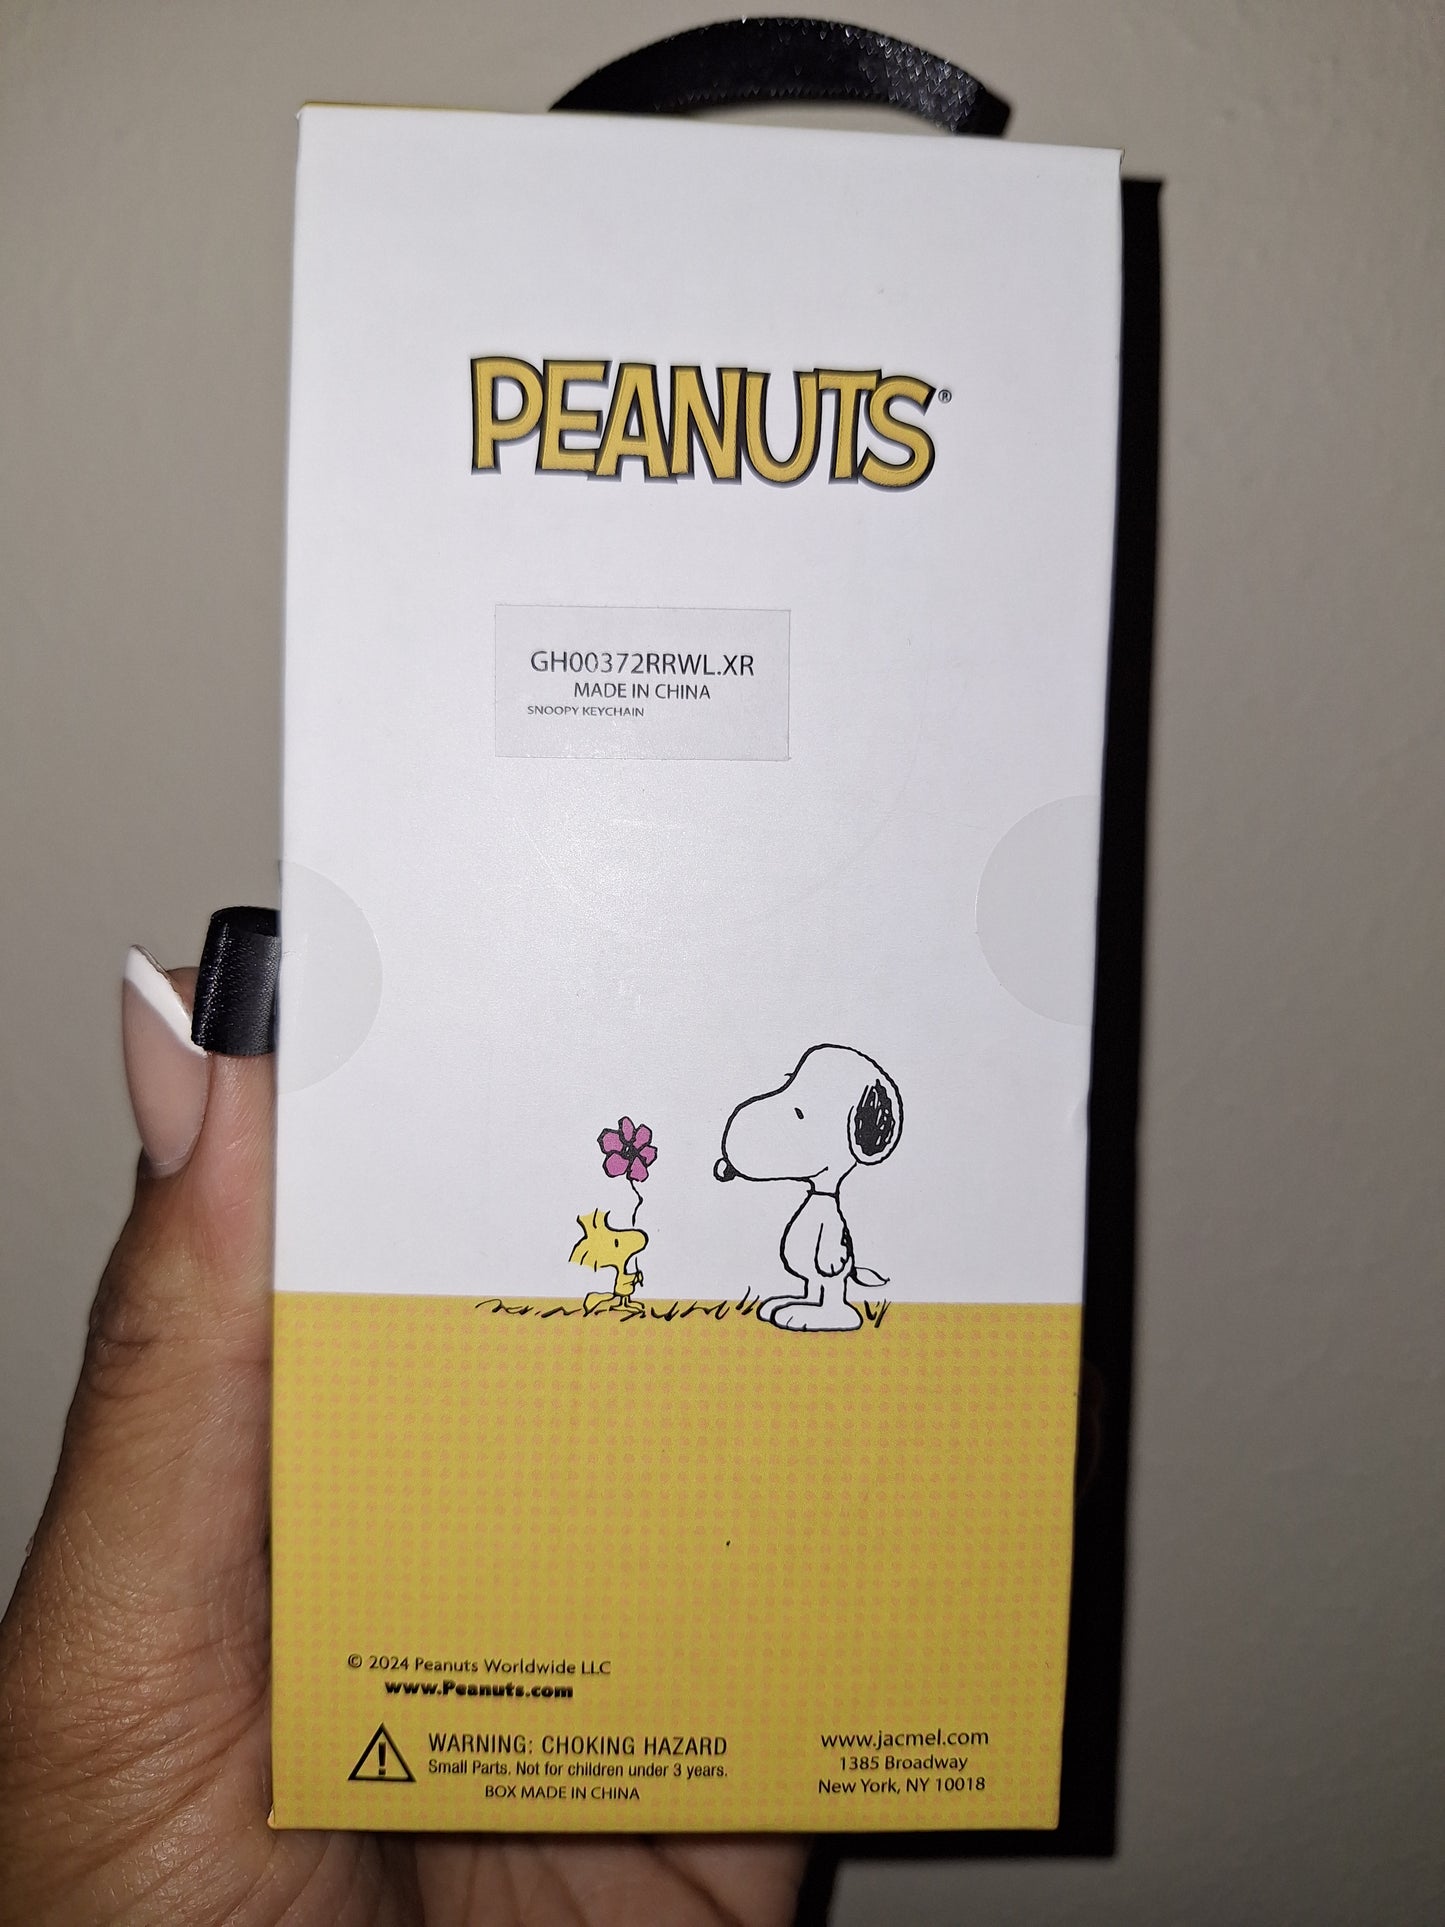 PEANUTS®
GH00372RRWL.XR
MADE IN CHINA
SNOOPY KEYCHAIN
© 2024 Peanuts Worldwide LLC
www.Peanuts.com
WARNING: CHOKING HAZARD
Small Parts. Not for children under 3 years.
BOX MADE IN CHINA
www.jacmel.com
1385 Broadway
New York, NY 10018